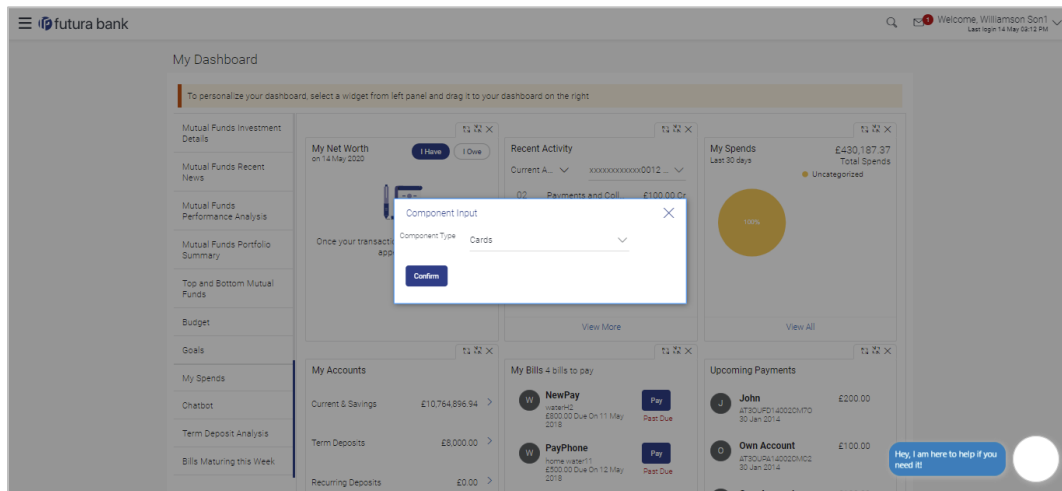 futura bank
1
Welcome, Williamson Son1
Last login 14 May 03:12 PM
My Dashboard
To personalize your dashboard, select a widget from left panel and drag it to your dashboard on the right
Mutual Funds Investment
Details
Mutual Funds Recent
News
Mutual Funds
Performance Analysis
Mutual Funds Portfolio
Summary
Top and Bottom Mutual
Funds
Budget
Goals
My Spends
Chatbot
Term Deposit Analysis
Bills Maturing this Week
My Net Worth
on 14 May 2020
I Have
I Owe
Once your transacti
app
Recent Activity
Current A...
xxxxxxxxxxxx0012 ...
02 Payments and Coll... £100.00 Cr
View More
My Spends
Last 30 days
£430,187.37
Total Spends
Uncategorized
100%
View All
Component Input
Component Type
Cards
Confirm
My Accounts
Current & Savings £10,764,896.94
Term Deposits £8,000.00
Recurring Deposits £0.00
My Bills 4 bills to pay
W
NewPay
waterH2
£800.00 Due On 11 May
2018
Pay
Past Due
W
PayPhone
home water11
£500.00 Due On 12 May
2018
Pay
Past Due
Upcoming Payments
J
John
£200.00
30 Jan 2014
O
Own Account
£100.00
30 Jan 2014
Hey, I am here to help if you
need it!